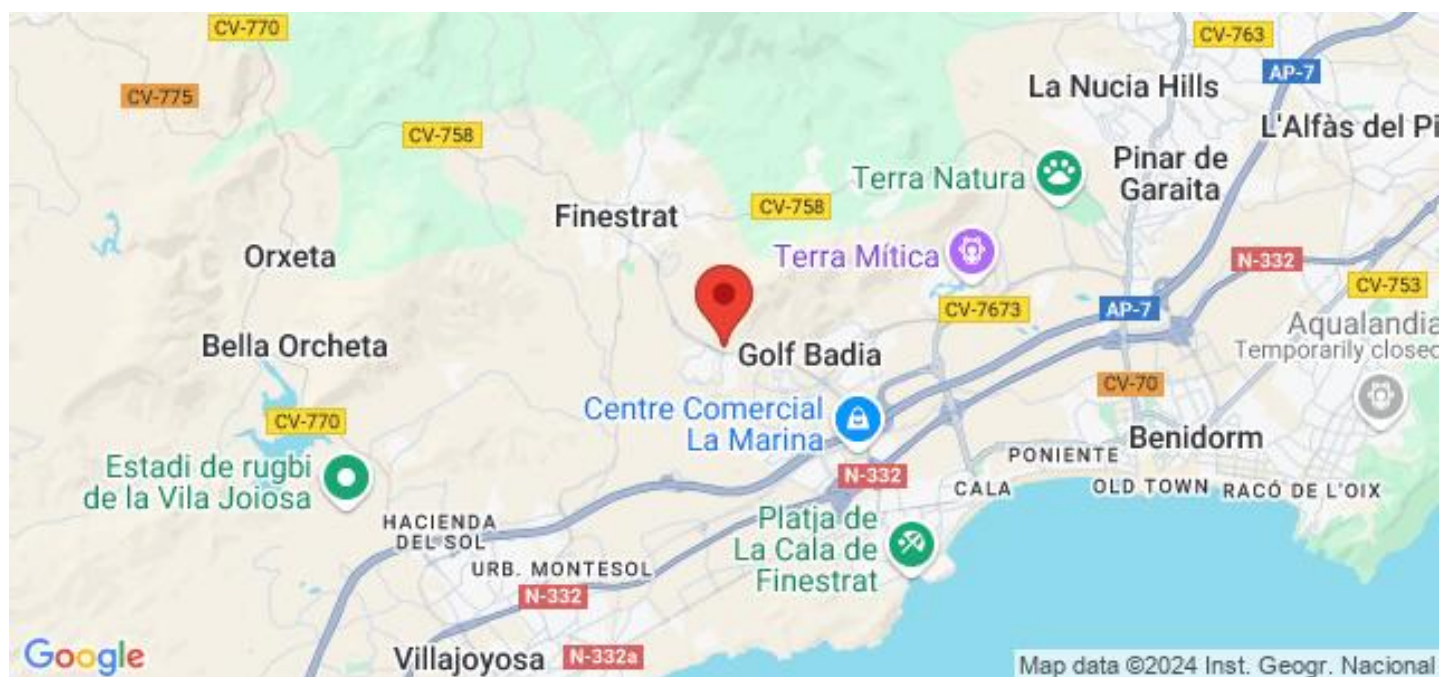 CV-770
CV-763
AP-7
La Nucia Hills
CV-775
CV-758
L'Alfàs del Pi
Pinar de
Garaita
Terra Natura
CV-758
Finestrat
Orxeta
Terra Mítica
N-332
CV-753
CV-7673
AP-7
Aqualandia
Temporarily closed
Bella Orcheta
Golf Badia
CV-70
Centre Comercial
La Marina
CV-770
Benidorm
PONIENTE
Estadi de rugbi
de la Vila Joiosa
N-332
CALA
OLD TOWN
RACÓ DE L'OIX
HACIENDA
DEL SOL
Platja de
La Cala de
Finestrat
URB. MONTESOL
N-332
Google
Villajoyosa
N-332a
Map data ©2024 Inst. Geogr. Nacional